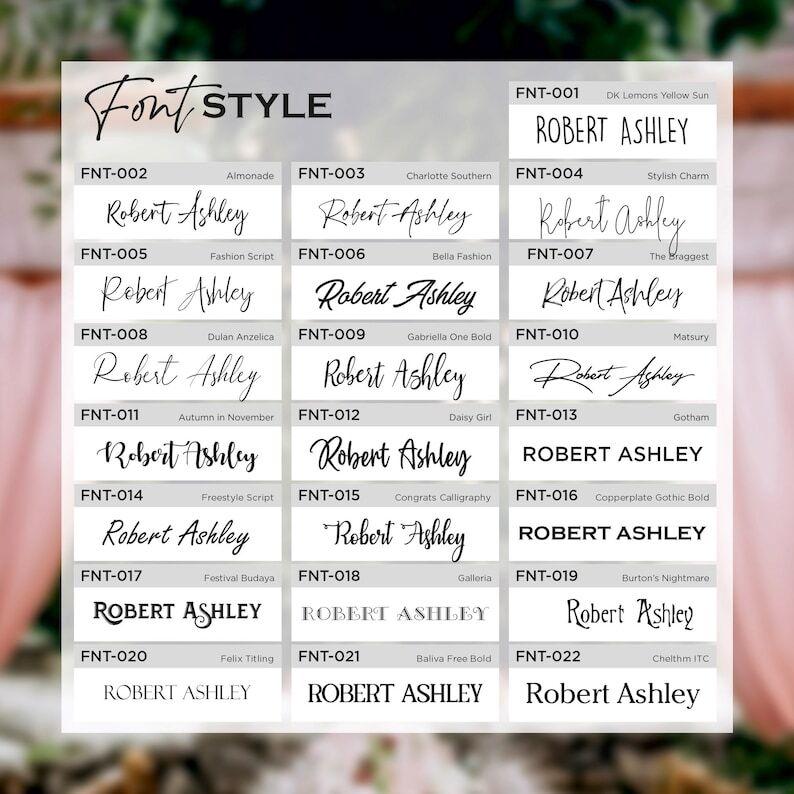 Font STYLE
FNT-001 DK Lemons Yellow Sun
ROBERT ASHLEY
FNT-002 Almonade
Robert Ashley
FNT-003 Charlotte Southern
Robert Ashley
FNT-004 Stylish Charm
Robert Ashley
FNT-005 Fashion Script
Robert Ashley
FNT-006 Bella Fashion
Robert Ashley
FNT-007 The Braggest
Robert Ashley
FNT-008 Dulan Anzelica
Robert Ashley
FNT-009 Gabriella One Bold
Robert Ashley
FNT-010 Matsury
Robert Ashley
FNT-011 Autumn in November
Robert Ashley
FNT-012 Daisy Girl
Robert Ashley
FNT-013 Gotham
ROBERT ASHLEY
FNT-014 Freestyle Script
Robert Ashley
FNT-015 Congrats Calligraphy
Robert Ashley
FNT-016 Copperplate Gothic Bold
ROBERT ASHLEY
FNT-017 Festival Budaya
ROBERT ASHLEY
FNT-018 Galleria
ROBERT ASHLEY
FNT-019 Burton's Nightmare
Robert Ashley
FNT-020 Felix Titling
ROBERT ASHLEY
FNT-021 Baliva Free Bold
ROBERT ASHLEY
FNT-022 Chelthm ITC
Robert Ashley